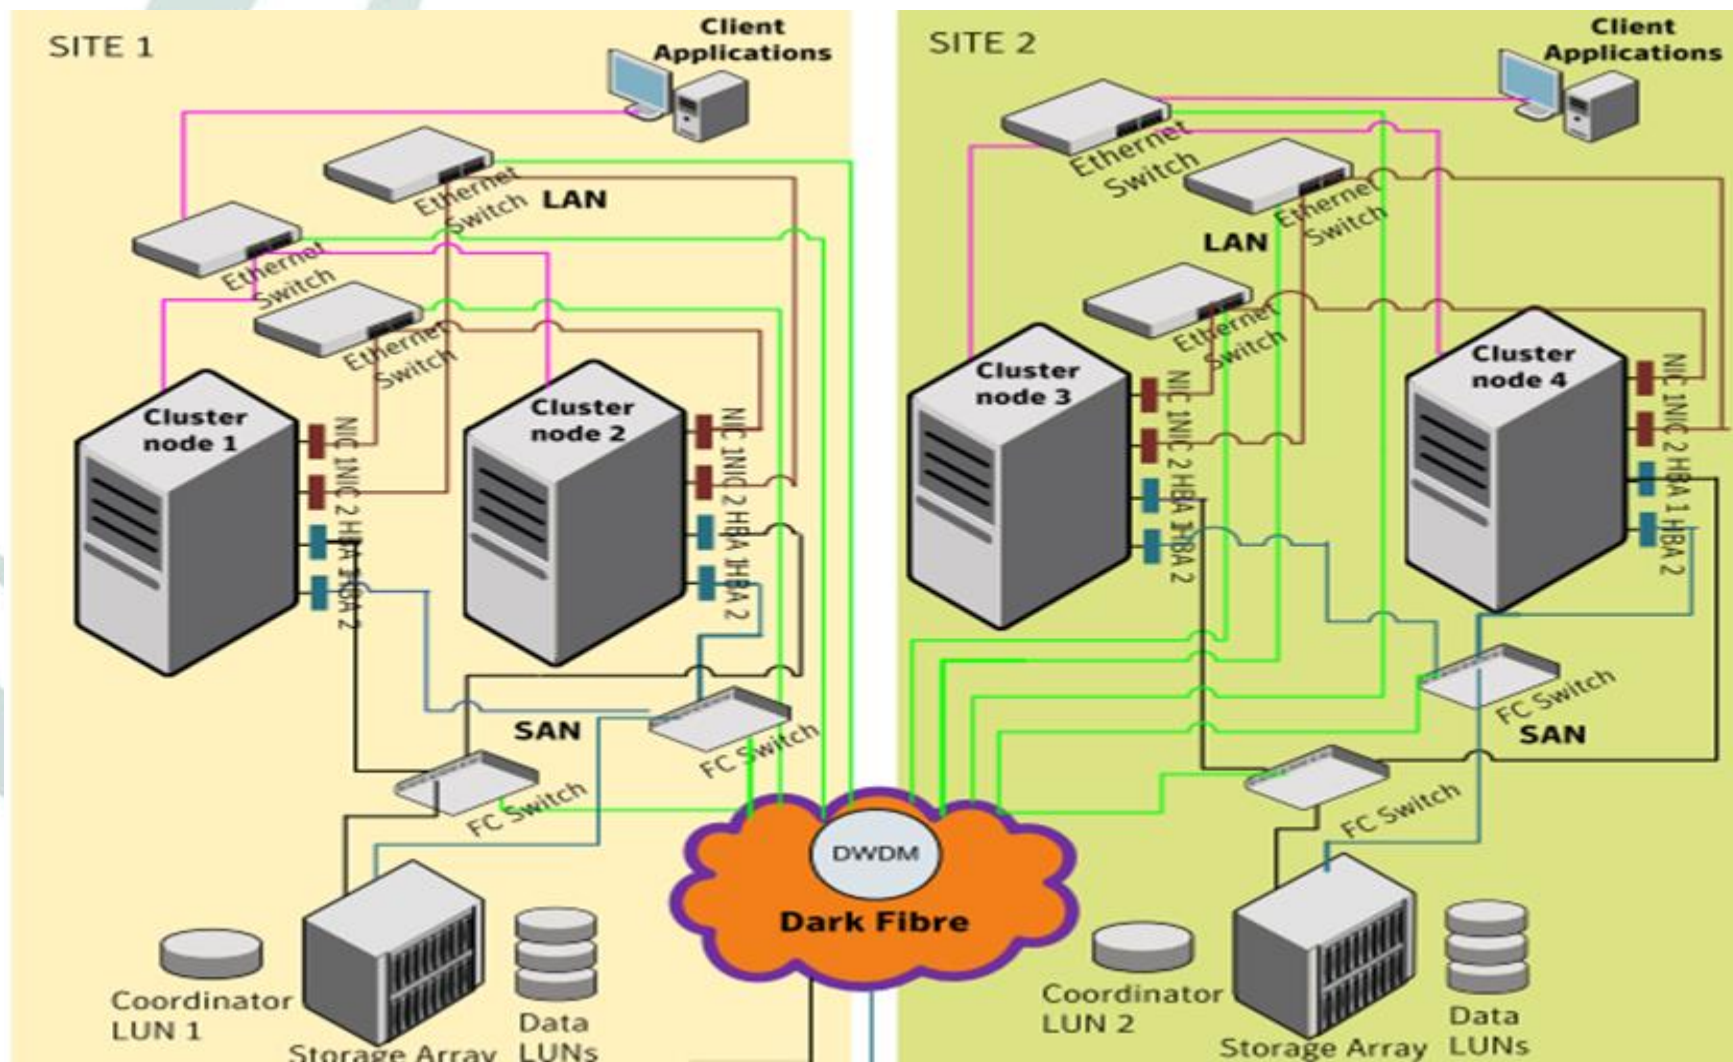 SITE 1
Client
Applications
Ethernet
Switch
LAN
Ethernet
Switch
Ethernet
Switch
Cluster
node 1
NIC 1
NIC 2
HBA 1
HBA 2
Cluster
node 2
NIC 1
NIC 2
HBA 1
HBA 2
SAN
FC Switch
FC Switch
Coordinator
LUN 1
Storage Array
Data
LUNs
DWDM
Dark Fibre
SITE 2
Client
Applications
Ethernet
Switch
Ethernet
Switch
LAN
Ethernet
Switch
Cluster
node 3
NIC 1
NIC 2
HBA 1
HBA 2
Cluster
node 4
NIC 1
NIC 2
HBA 1
HBA 2
FC Switch
SAN
FC Switch
Coordinator
LUN 2
Storage Array
Data
LUNs